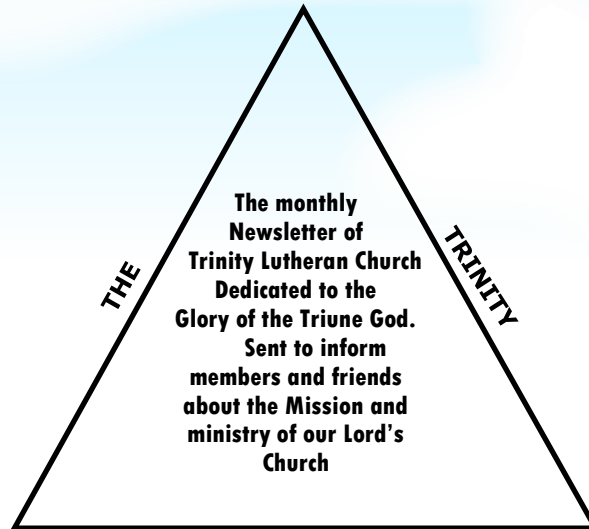 THE
TRINITY
The monthly
Newsletter of
Trinity Lutheran Church
Dedicated to the
Glory of the Triune God.
Sent to inform
members and friends
about the Mission and
ministry of our Lord’s
Church